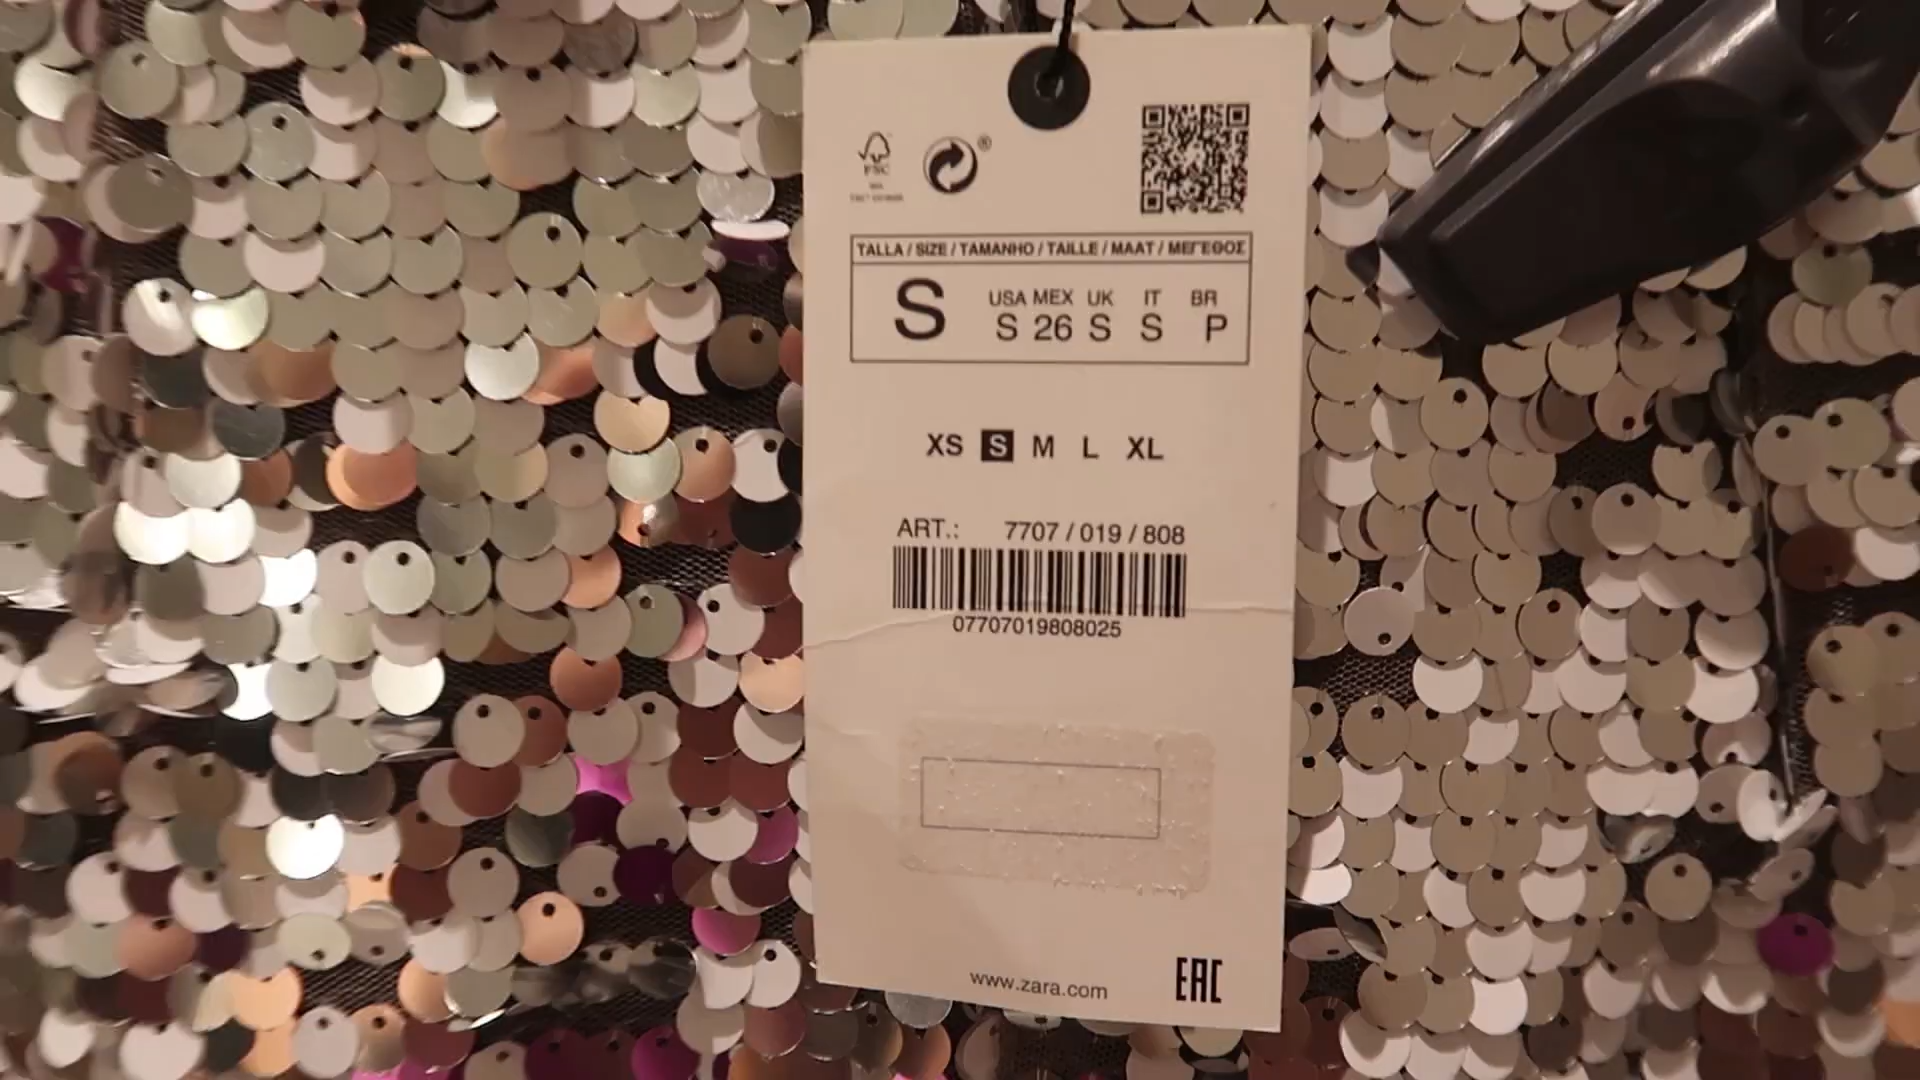 FSC
®
TALLA / SIZE / TAMANHO / TAILLE / MAAT / ΜΕΓΕΘΟΣ
S
USA MEX UK IT BR
S 26 S S P
XS S M L XL
ART.: 7707 / 019 / 808
07707019808025
www.zara.com
EAC